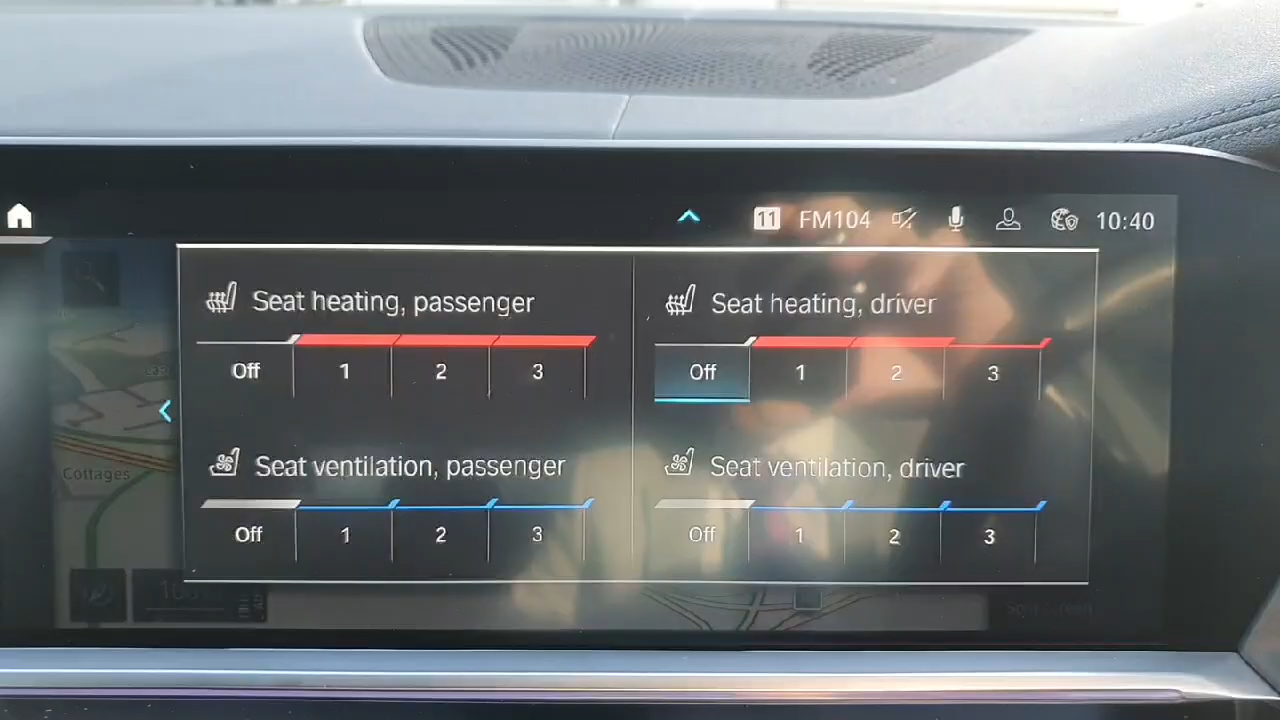 11 FM104 10:40
Seat heating, passenger
Off 1 2 3
Seat heating, driver
Off 1 2 3
Cottages
Seat ventilation, passenger
Off 1 2 3
Seat ventilation, driver
Off 1 2 3